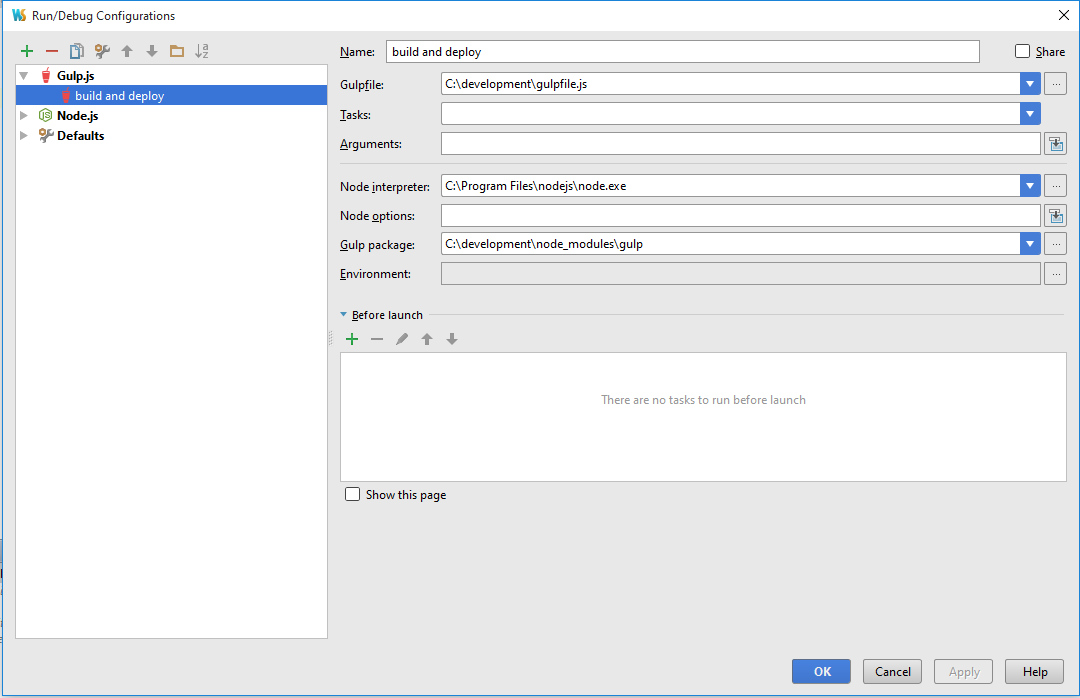 WS Run/Debug Configurations
Gulp.js
build and deploy
JS Node.js
Defaults
Name: build and deploy Share
Gulpfile: C:\development\gulpfile.js ...
Tasks:
Arguments:
Node interpreter: C:\Program Files\nodejs\node.exe ...
Node options:
Gulp package: C:\development\node_modules\gulp ...
Environment: ...
Before launch
There are no tasks to run before launch
Show this page
OK Cancel Apply Help